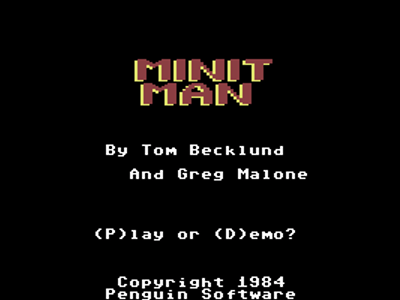 MINIT
MAN
By Tom Becklund
And Greg Malone
(P)lay or (D)emo?
Copyright 1984
Penguin Software